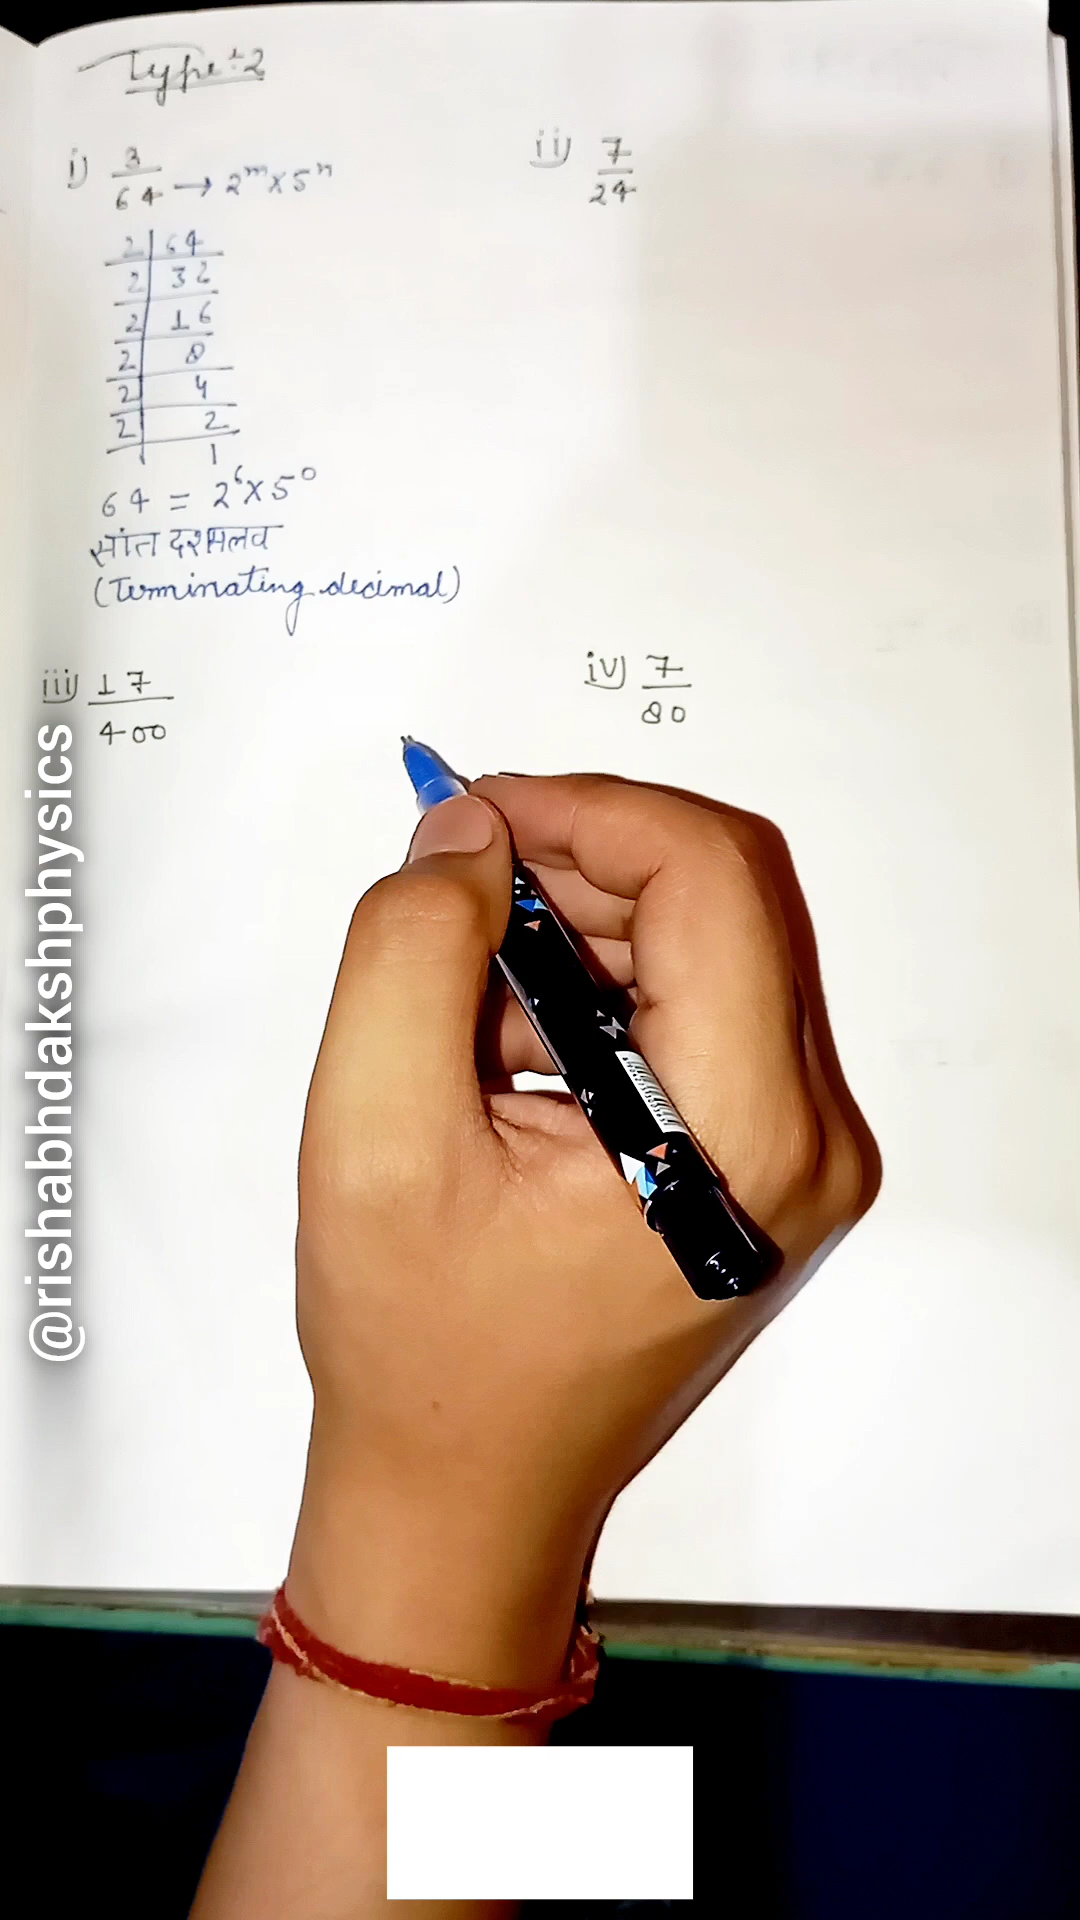 Type:-2
i) 3/64 → 2^m×5^n
2 | 64
2 | 32
2 | 16
2 | 8
2 | 4
2 | 2
1
64 = 2^6×5^0
सांत दशमलव
(Terminating decimal)
ii) 7/24
iii) 17/400
iv) 7/80
@rishabhdakshphysics